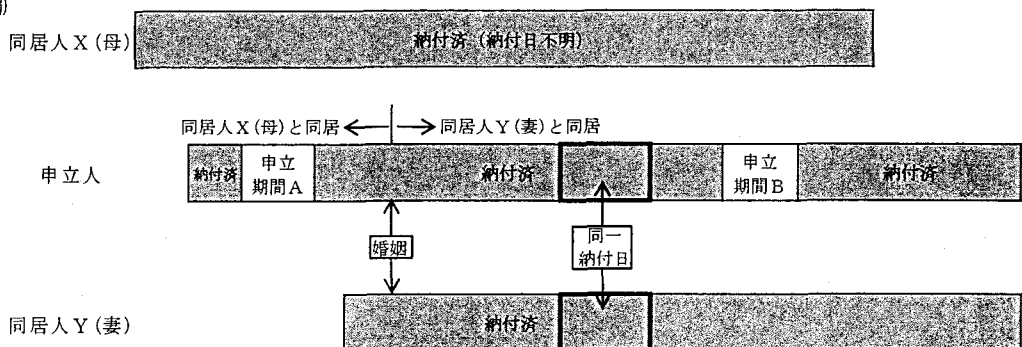 同居人X(母)
納付済(納付日不明)
同居人X(母)と同居
同居人Y(妻)と同居
申立人
納付済
申立
期間A
納付済
申立
期間B
納付済
婚姻
同一
納付日
同居人Y(妻)
納付済